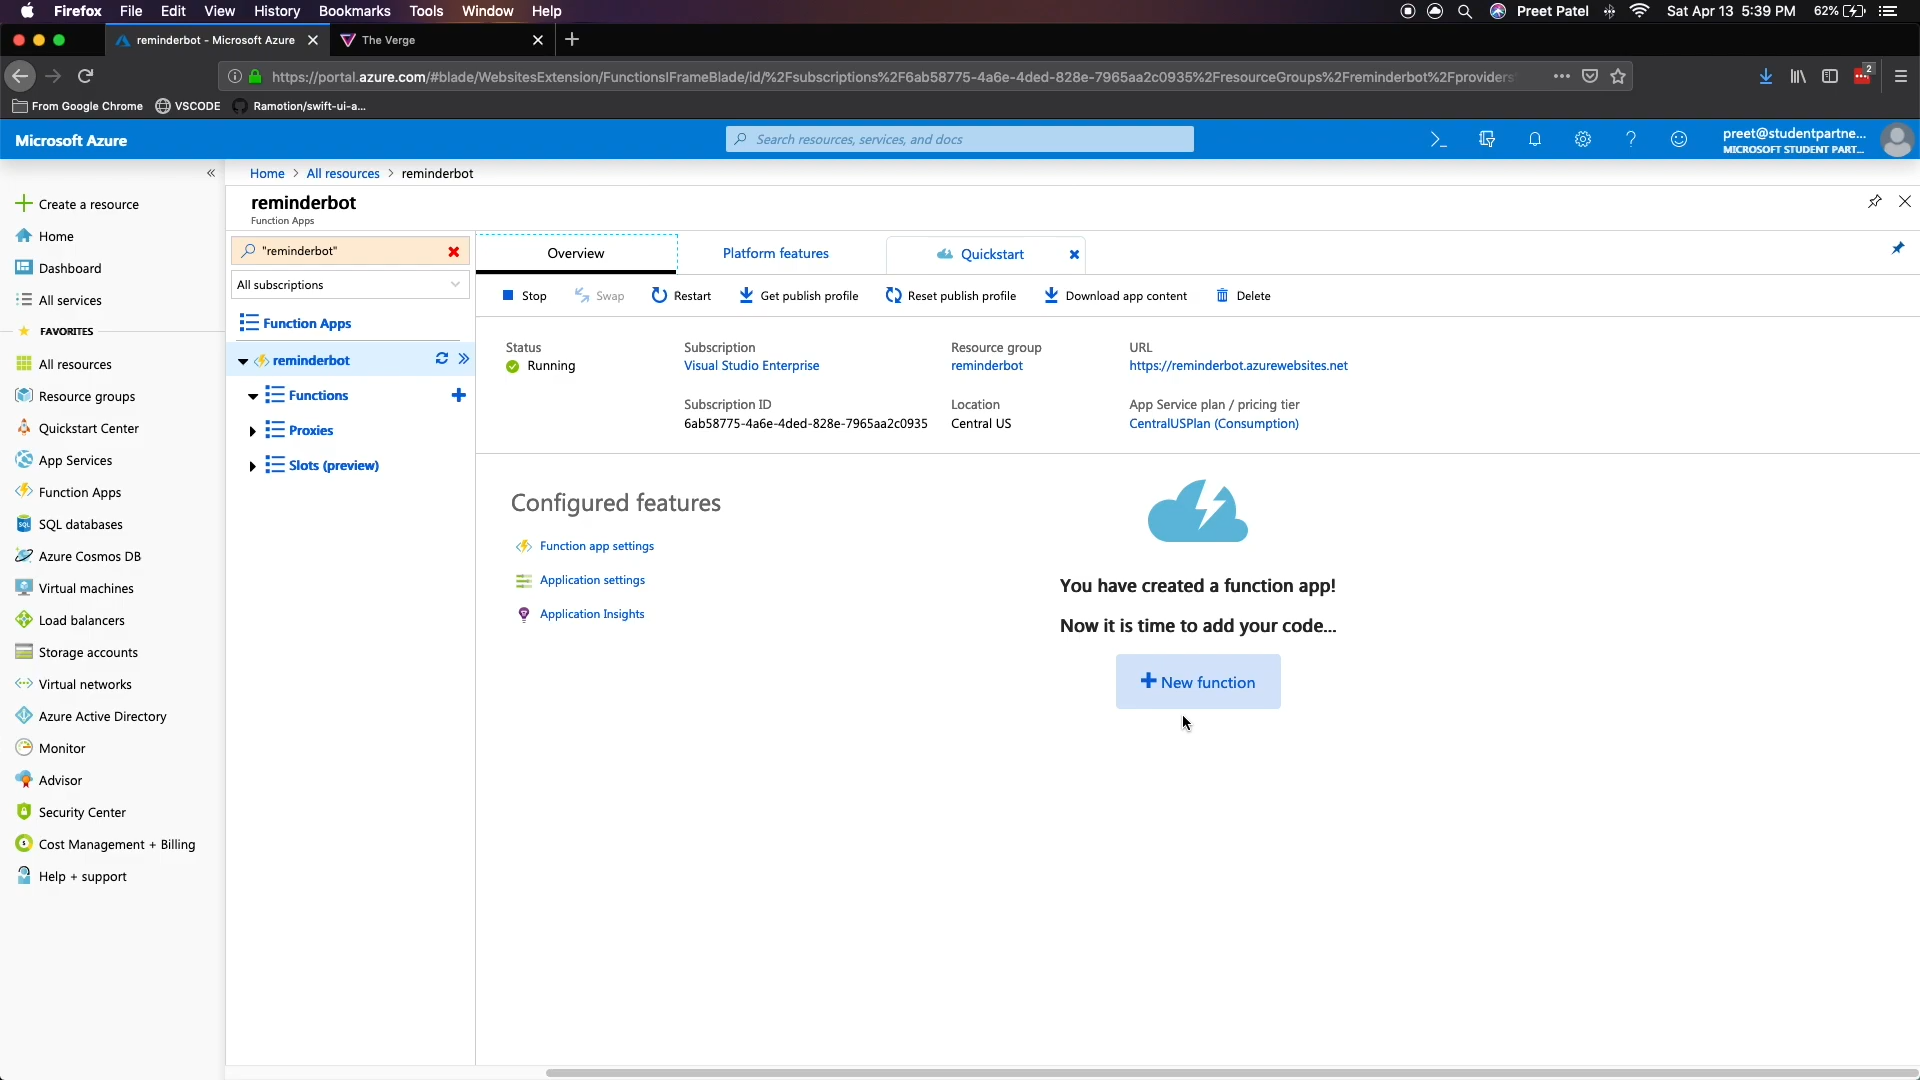 Firefox File Edit View History Bookmarks Tools Window Help
Preet Patel Sat Apr 13 5:39 PM 62%
reminderbot - Microsoft Azure
The Verge
https://portal.azure.com/#blade/WebsitesExtension/FunctionsIFrameBlade/id/%2Fsubscriptions%2F6ab58775-4a6e-4ded-828e-7965aa2c0935%2FresourceGroups%2Freminderbot%2Fproviders
2
From Google Chrome VSCODE Ramotion/swift-ui-a...
Microsoft Azure
Search resources, services, and docs
preet@studentpartne...
MICROSOFT STUDENT PART...
Home > All resources > reminderbot
reminderbot
Function Apps
Create a resource
Home
Dashboard
All services
FAVORITES
All resources
Resource groups
Quickstart Center
App Services
Function Apps
SQL databases
Azure Cosmos DB
Virtual machines
Load balancers
Storage accounts
Virtual networks
Azure Active Directory
Monitor
Advisor
Security Center
Cost Management + Billing
Help + support
"reminderbot"
All subscriptions
Function Apps
reminderbot
Functions
Proxies
Slots (preview)
Overview Platform features Quickstart
Stop Swap Restart Get publish profile Reset publish profile Download app content Delete
Status
Running
Subscription
Visual Studio Enterprise
Resource group
reminderbot
URL
https://reminderbot.azurewebsites.net
Subscription ID
6ab58775-4a6e-4ded-828e-7965aa2c0935
Location
Central US
App Service plan / pricing tier
CentralUSPlan (Consumption)
Configured features
Function app settings
Application settings
Application Insights
You have created a function app!
Now it is time to add your code...
New function